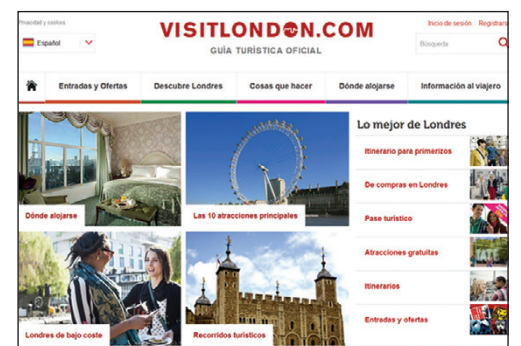 Privacidad y cookies
Inicio de sesión Registrars
Español
VISITLONDON.COM
GUÍA TURÍSTICA OFICIAL
Búsqueda
Entradas y Ofertas
Descubre Londres
Cosas que hacer
Dónde alojarse
Información al viajero
Dónde alojarse
Las 10 atracciones principales
Londres de bajo coste
Recorridos turísticos
Lo mejor de Londres
Itinerario para primerizos
De compras en Londres
Pase turístico
Atracciones gratuitas
TATE
Itinerarios
Entradas y ofertas